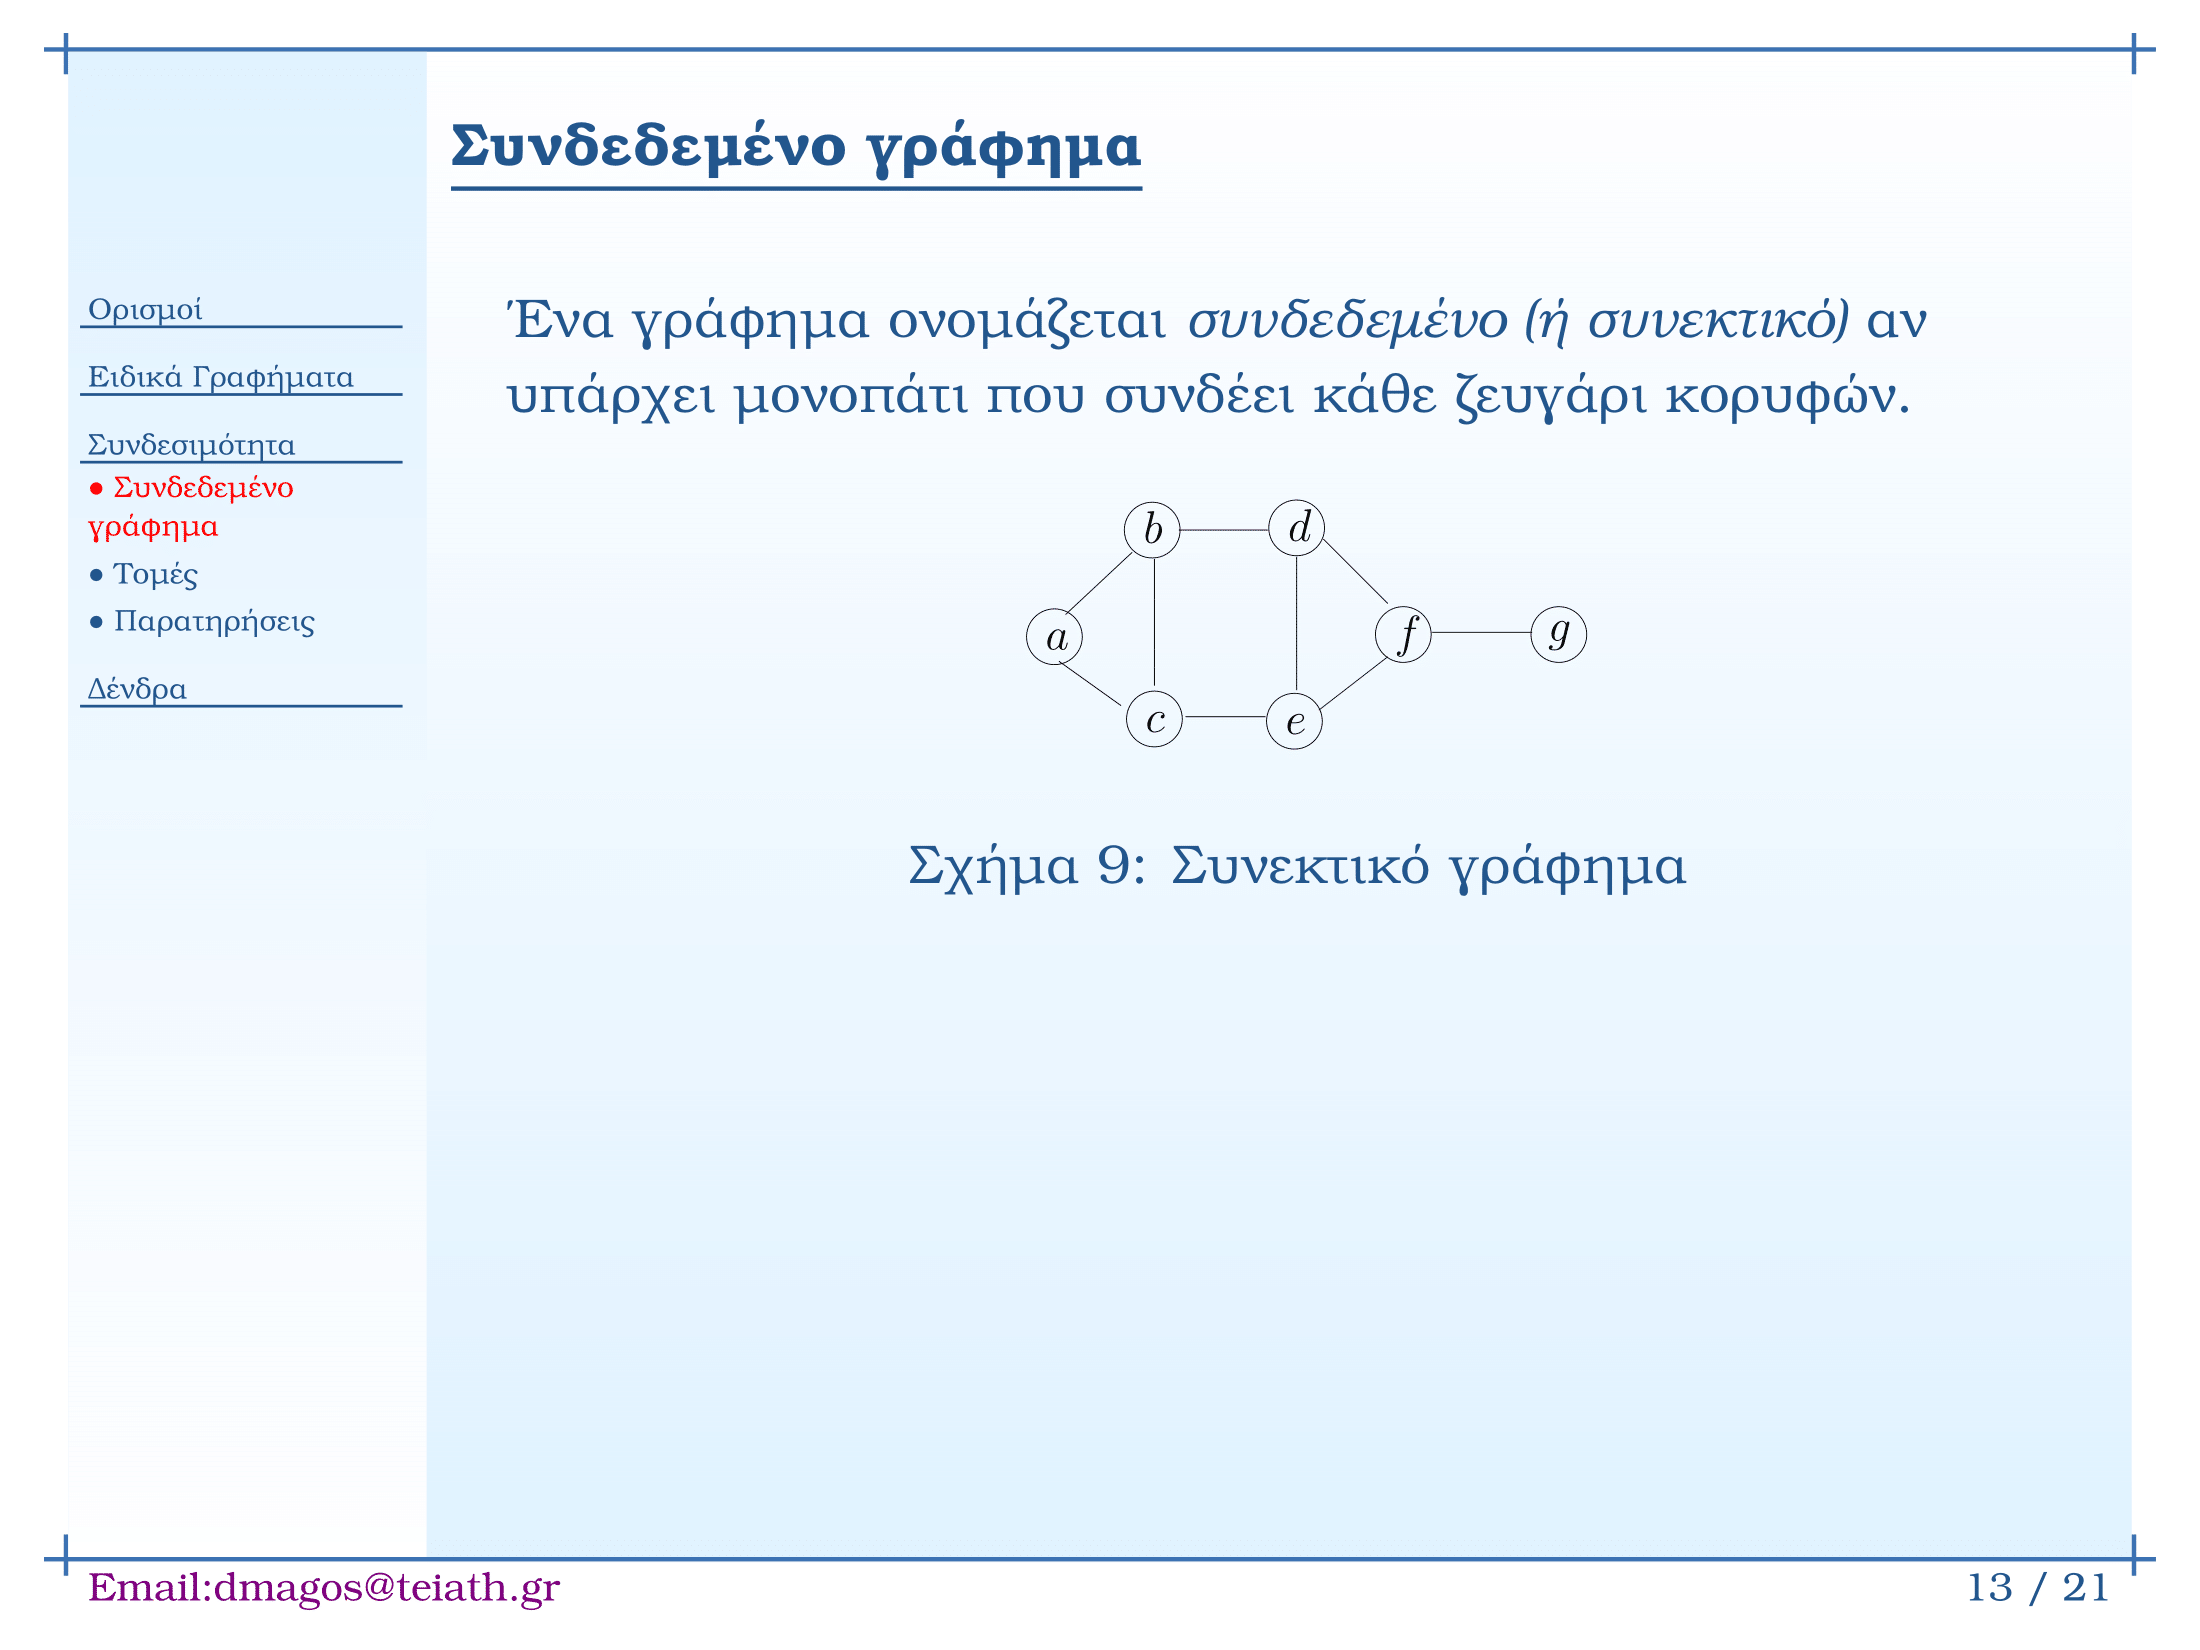 Συνδεδεμένο γράφημα
Ορισμοί
Ειδικά Γραφήματα
Συνδεσιμότητα
• Συνδεδεμένο
γράφημα
• Τομές
• Παρατηρήσεις
Δένδρα
Ένα γράφημα ονομάζεται συνδεδεμένο (ή συνεκτικό) αν
υπάρχει μονοπάτι που συνδέει κάθε ζευγάρι κορυφών.
b d
a f g
c e
Σχήμα 9: Συνεκτικό γράφημα
Email:dmagos@teiath.gr
13 / 21